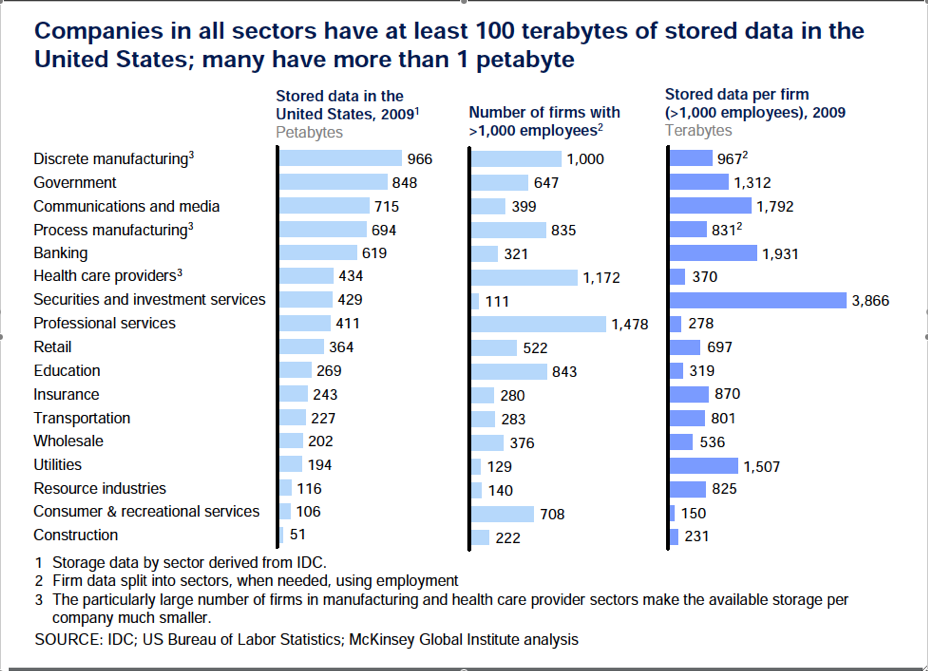 Companies in all sectors have at least 100 terabytes of stored data in the
United States; many have more than 1 petabyte
Stored data in the
United States, 2009¹
Petabytes
Number of firms with
>1,000 employees²
Stored data per firm
(>1,000 employees), 2009
Terabytes
Discrete manufacturing³ 966 1,000 967²
Government 848 647 1,312
Communications and media 715 399 1,792
Process manufacturing³ 694 835 831²
Banking 619 321 1,931
Health care providers³ 434 1,172 370
Securities and investment services 429 111 3,866
Professional services 411 1,478 278
Retail 364 522 697
Education 269 843 319
Insurance 243 280 870
Transportation 227 283 801
Wholesale 202 376 536
Utilities 194 129 1,507
Resource industries 116 140 825
Consumer & recreational services 106 708 150
Construction 51 222 231
1 Storage data by sector derived from IDC.
2 Firm data split into sectors, when needed, using employment
3 The particularly large number of firms in manufacturing and health care provider sectors make the available storage per
company much smaller.
SOURCE: IDC; US Bureau of Labor Statistics; McKinsey Global Institute analysis